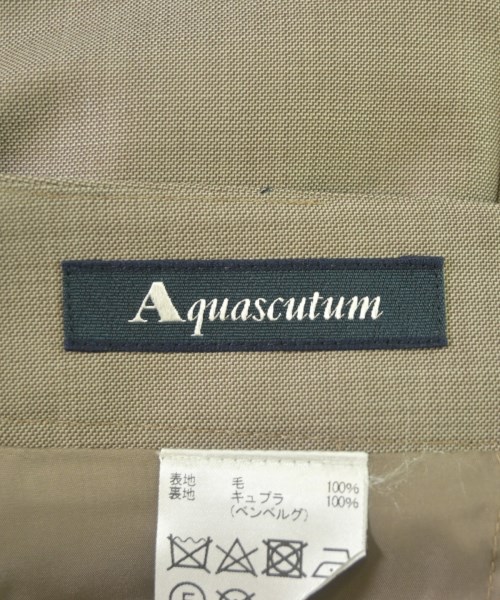 Aquascutum
表地 毛 100%
裏地 キュプラ 100%
(ベンベルグ)